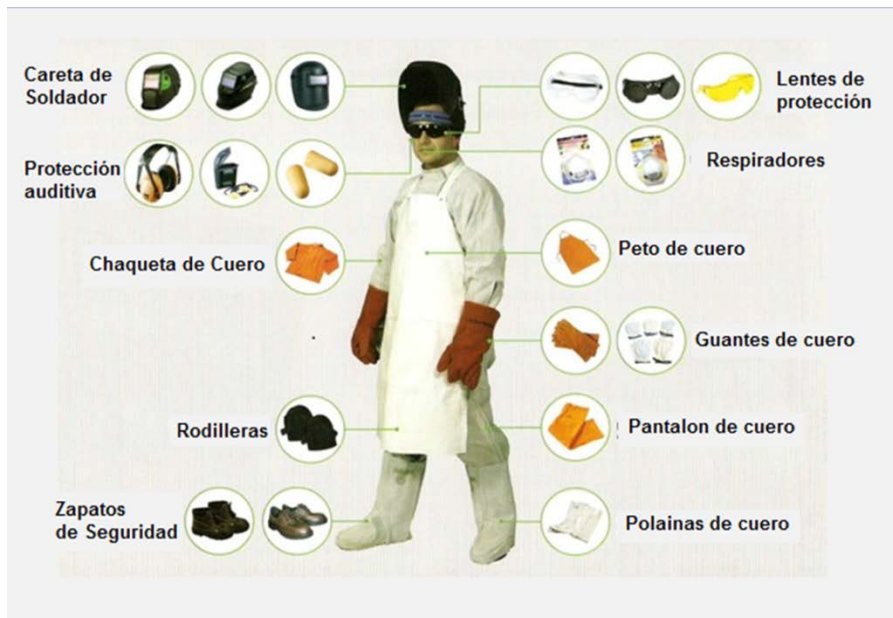 Careta de
Soldador
Lentes de
protección
Protección
auditiva
Respiradores
Chaqueta de Cuero
Peto de cuero
Guantes de cuero
Rodilleras
Pantalon de cuero
Zapatos
de Seguridad
Polainas de cuero